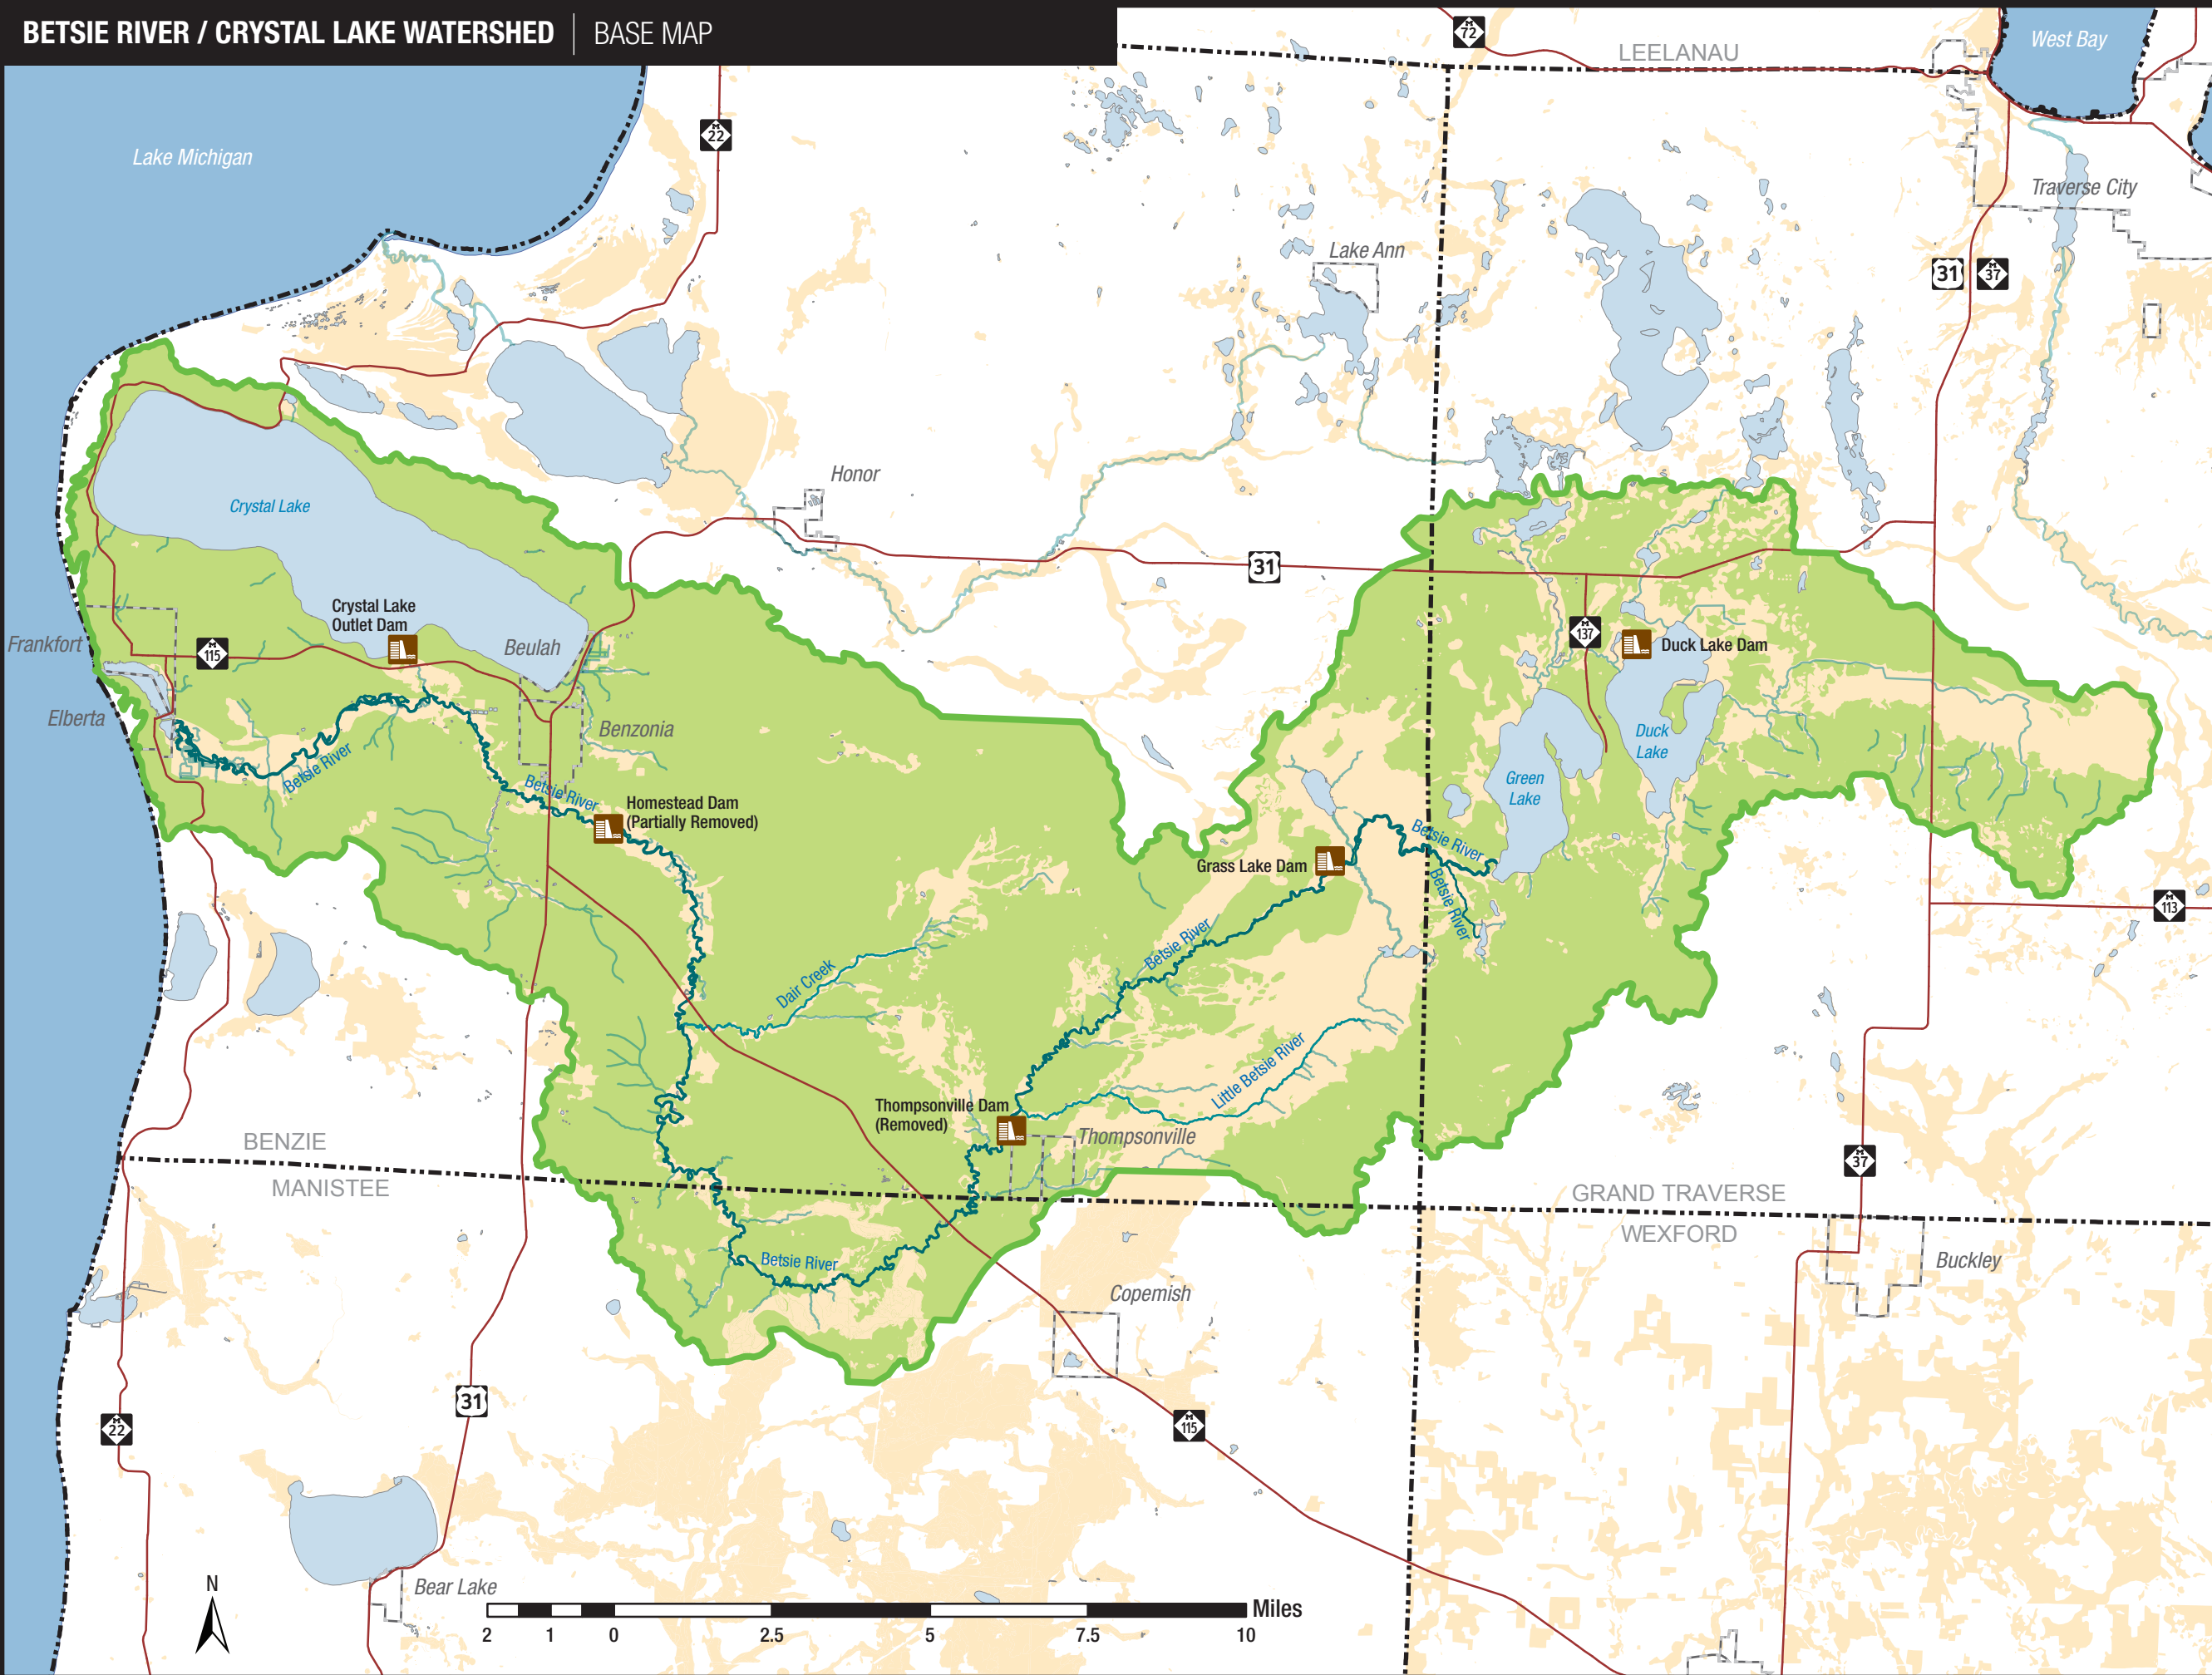 BETSIE RIVER / CRYSTAL LAKE WATERSHED | BASE MAP
M
72
LEELANAU
West Bay
Lake Michigan
M
22
Traverse City
Lake Ann
31
M
37
Honor
Crystal Lake
31
Crystal Lake
Outlet Dam
M
137
Duck Lake Dam
Frankfort
M
115
Beulah
Elberta
Benzonia
Duck
Lake
Betsie River
Green
Lake
Betsie River
Homestead Dam
(Partially Removed)
Betsie River
Grass Lake Dam
Betsie River
M
113
Betsie River
Dair Creek
Little Betsie River
Thompsonville Dam
(Removed)
Thompsonville
BENZIE
MANISTEE
M
37
GRAND TRAVERSE
WEXFORD
Betsie River
Buckley
Copemish
31
M
22
M
115
N
Bear Lake
Miles
2 1 0 2.5 5 7.5 10